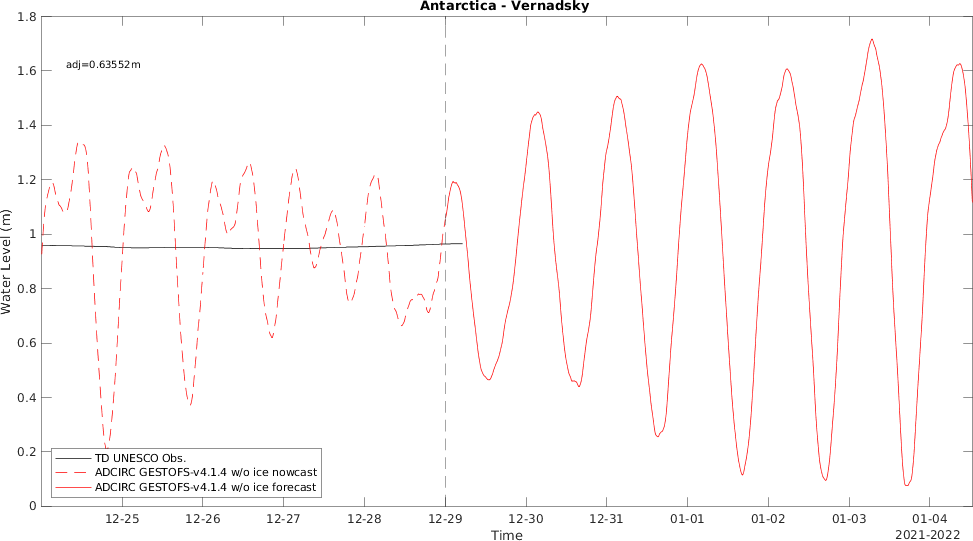 Antarctica - Vernadsky
adj=0.63552m
Water Level (m)
1.8
1.6
1.4
1.2
1
0.8
0.6
0.4
0.2
0
TD UNESCO Obs.
ADCIRC GESTOFS-v4.1.4 w/o ice nowcast
ADCIRC GESTOFS-v4.1.4 w/o ice forecast
12-25 12-26 12-27 12-28 12-29 12-30 12-31 01-01 01-02 01-03 01-04
Time
2021-2022